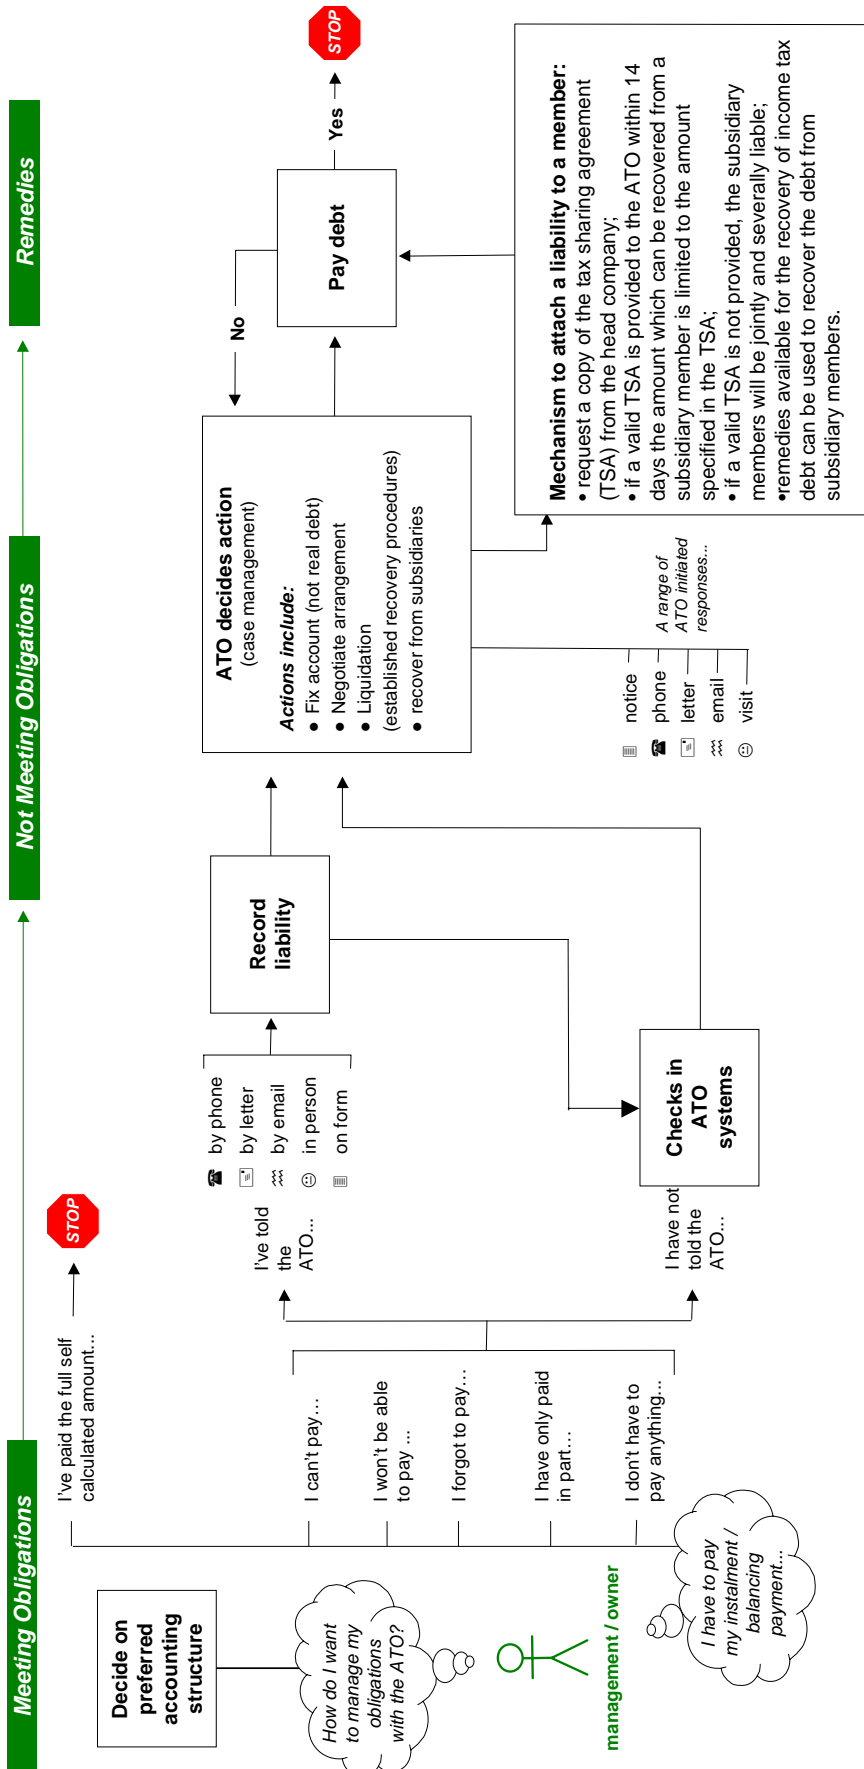 Meeting Obligations
Not Meeting Obligations
Remedies
Decide on
preferred
accounting
structure
How do I want
to manage my
obligations
with the ATO?
management / owner
I have to pay
my instalment /
balancing
payment...
I've paid the full self
calculated amount...
STOP
I can't pay...
I won't be able
to pay ...
I forgot to pay...
I have only paid
in part...
I don't have to
pay anything...
I've told
the
ATO...
by phone
by letter
by email
in person
on form
I have not
told the
ATO...
Record
liability
Checks in
ATO
systems
ATO decides action
(case management)
Actions include:
• Fix account (not real debt)
• Negotiate arrangement
• Liquidation
(established recovery procedures)
• recover from subsidiaries
notice
phone
letter
email
visit
A range of
ATO initiated
responses...
No
Pay debt
Yes
STOP
Mechanism to attach a liability to a member:
• request a copy of the tax sharing agreement
(TSA) from the head company;
• if a valid TSA is provided to the ATO within 14
days the amount which can be recovered from a
subsidiary member is limited to the amount
specified in the TSA;
• if a valid TSA is not provided, the subsidiary
members will be jointly and severally liable;
•remedies available for the recovery of income tax
debt can be used to recover the debt from
subsidiary members.